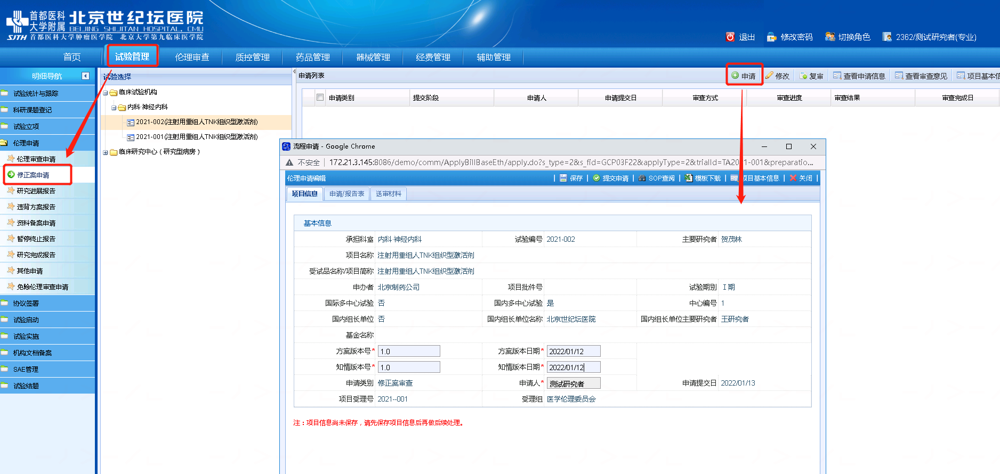 首都医科
大学附属
北京世纪坛医院
BEIJING SHIJITAN HOSPITAL, CMU
SJTH 首都医科大学肿瘤医学院 北京大学第九临床医学院
退出 修改密码 切换角色 2362/测试研究者(专业)
首页 试验管理 伦理审查 质控管理 药品管理 器械管理 经费管理 辅助管理
明细导航
试验统计与跟踪
科研课题登记
试验立项
伦理申请
伦理审查申请
修正案申请
研究进展报告
违背方案报告
资料备案申请
暂停终止报告
研究完成报告
其他申请
免除伦理审查申请
协议签署
试验启动
试验实施
机构文档备案
SAE管理
试验结题
试验选择
临床试验机构
内科·神经内科
2021-002(注射用重组人TNK组织型激活剂)
2021-001(注射用重组人TNK组织型激活剂)
临床研究中心（研究型病房）
申请列表 申请 修改 复审 查看申请信息 查看审查意见 项目基本信
申请类别 提交阶段 申请人 申请提交日 审查方式 审查进度 审查结果 审查完成日
流程申请 - Google Chrome
不安全 | 172.21.3.145:8086/demo/comm/ApplyBillBaseEth/apply.do?s_type=2&s_fid=GCP03F22&applyType=2&trialId=TA2021-001&preparatio...
伦理申请编辑 | 保存 | 提交申请 | SOP查阅 | 模板下载 | 项目基本信息 | 关闭 |
项目信息 申请/报告表 送审材料
基本信息
承担科室 内科·神经内科 试验编号 2021-002 主要研究者 贺茂林
项目名称 注射用重组人TNK组织型激活剂
受试品名称/项目简称 注射用重组人TNK组织型激活剂
申办者 北京制药公司 项目批件号 试验期别 Ⅰ期
国际多中心试验 否 国内多中心试验 是 中心编号 1
国内组长单位 否 国内组长单位名称 北京世纪坛医院 国内组长单位主要研究者 王研究者
基金名称
方案版本号* 1.0 方案版本日期* 2022/01/12
知情版本号* 1.0 知情版本日期* 2022/01/12
申请类别 修正案审查 申请人* 测试研究者 申请提交日 2022/01/13
项目受理号 2021--001 受理组 医学伦理委员会
注：项目信息尚未保存，请先保存项目信息后再做后续处理。